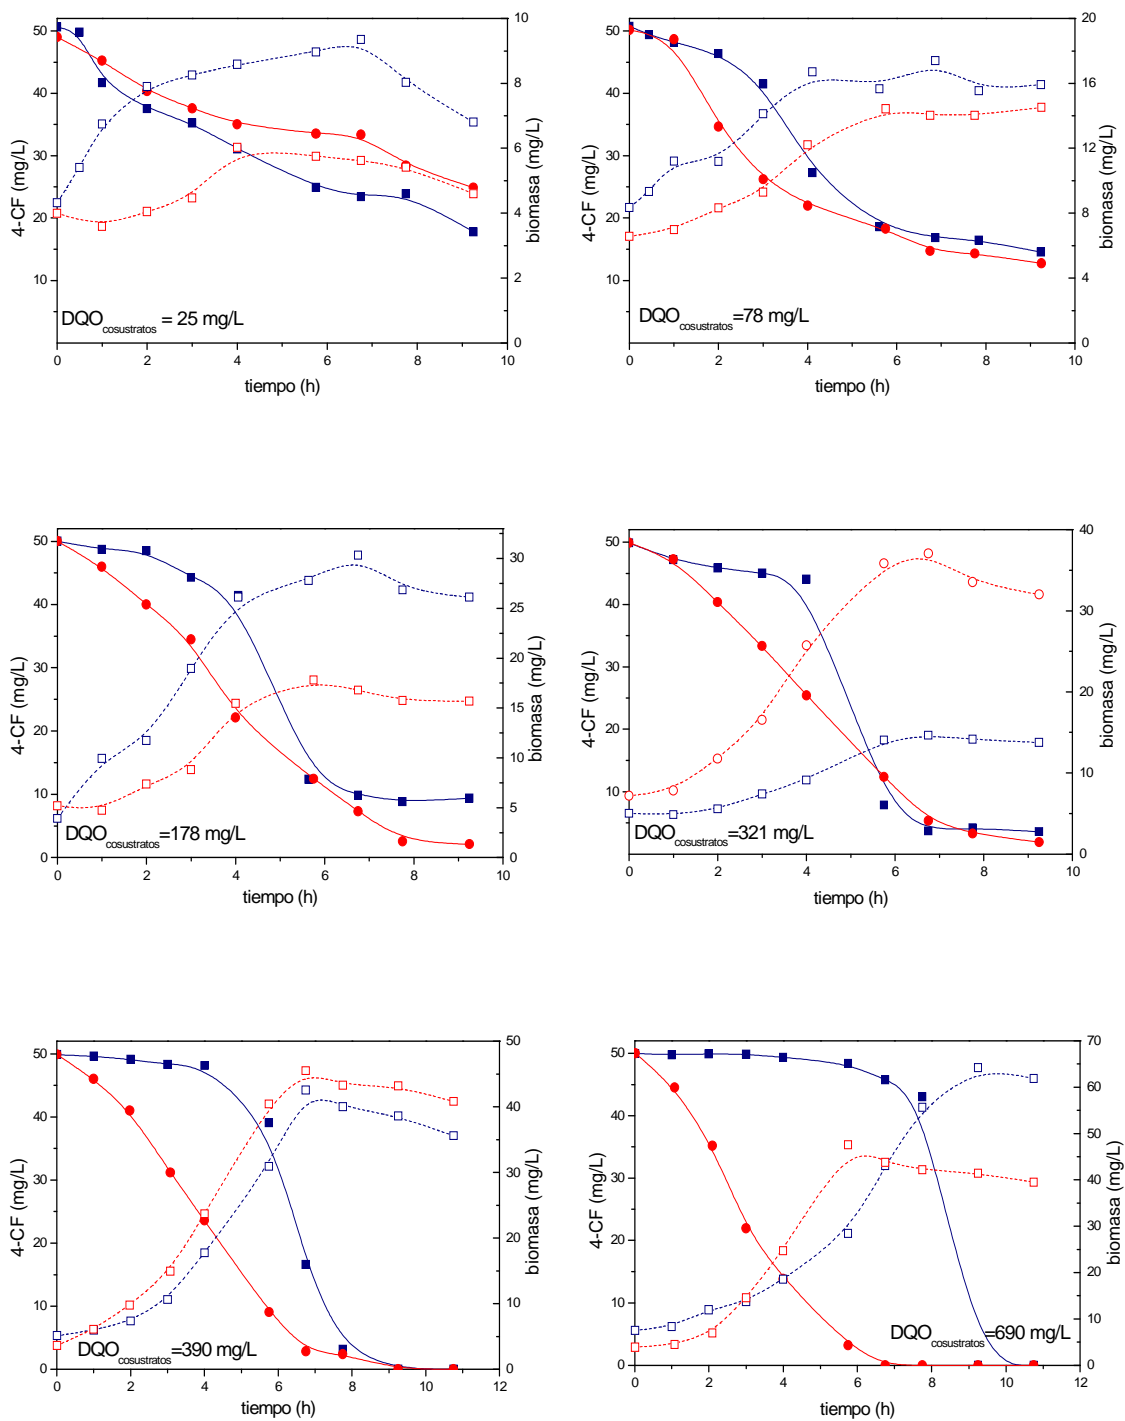 50
40
30
20
10
4-CF (mg/L)
10
8
6
4
2
0
biomasa (mg/L)
DQOcosustratos = 25 mg/L
0 2 4 6 8 10
tiempo (h)
50
40
30
20
10
4-CF (mg/L)
20
16
12
8
4
0
biomasa (mg/L)
DQOcosustratos=78 mg/L
0 2 4 6 8 10
tiempo (h)
50
40
30
20
10
0
4-CF (mg/L)
30
25
20
15
10
5
0
biomasa (mg/L)
DQOcosustratos=178 mg/L
0 2 4 6 8 10
tiempo (h)
50
40
30
20
10
4-CF (mg/L)
40
30
20
10
0
biomasa (mg/L)
DQOcosustratos=321 mg/L
0 2 4 6 8 10
tiempo (h)
50
40
30
20
10
0
4-CF (mg/L)
50
40
30
20
10
0
biomasa (mg/L)
DQOcosustratos=390 mg/L
0 2 4 6 8 10 12
tiempo (h)
50
40
30
20
10
0
4-CF (mg/L)
70
60
50
40
30
20
10
0
biomasa (mg/L)
DQOcosustratos=690 mg/L
0 2 4 6 8 10 12
tiempo (h)